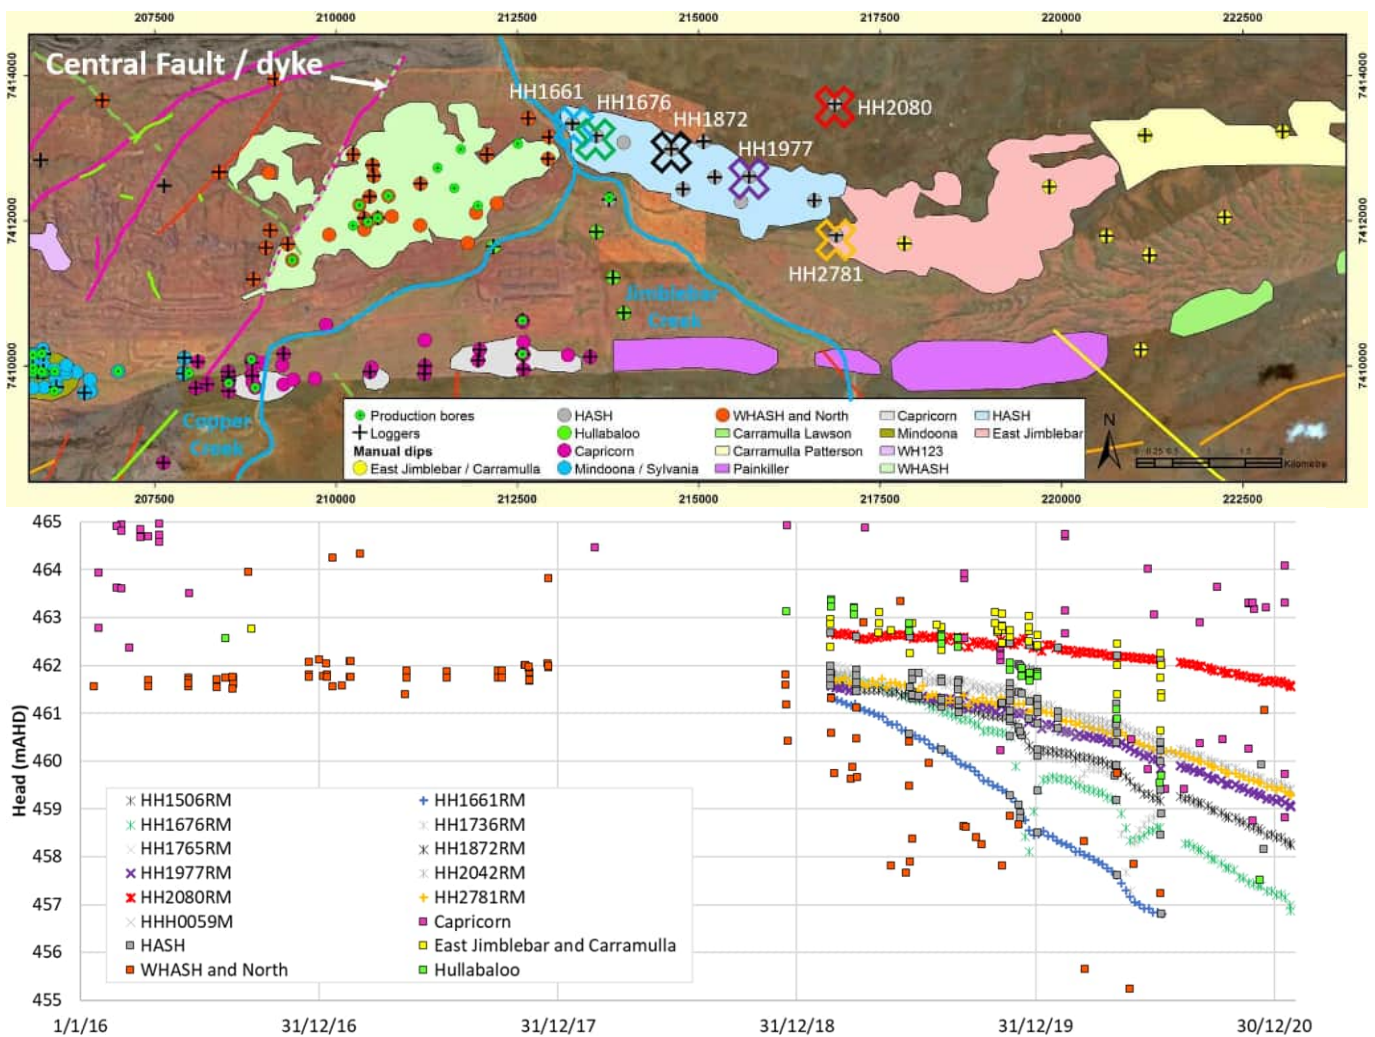 207500 210000 212500 215000 217500 220000 222500
7414000
7414000
Central Fault / dyke
HH1661
HH1676
HH1872
HH2080
HH1977
7412000
7412000
HH2781
Jimblebar
Creek
7410000
7410000
Copper
Creek
Production bores
Loggers
Manual dips
East Jimblebar / Carramulla
HASH
Hullabaloo
Capricorn
Mindoona / Sylvania
WHASH and North
Carramulla Lawson
Carramulla Patterson
Painkiller
Capricorn
Mindoona
WH123
WHASH
HASH
East Jimblebar
N
Kilometers
207500 210000 212500 215000 217500 220000 222500
465
464
463
462
461
460
459
458
457
456
455
Head (mAHD)
HH1506RM HH1661RM
HH1676RM HH1736RM
HH1765RM HH1872RM
HH1977RM HH2042RM
HH2080RM HH2781RM
HHH0059M Capricorn
HASH East Jimblebar and Carramulla
WHASH and North Hullabaloo
1/1/16 31/12/16 31/12/17 31/12/18 31/12/19 30/12/20